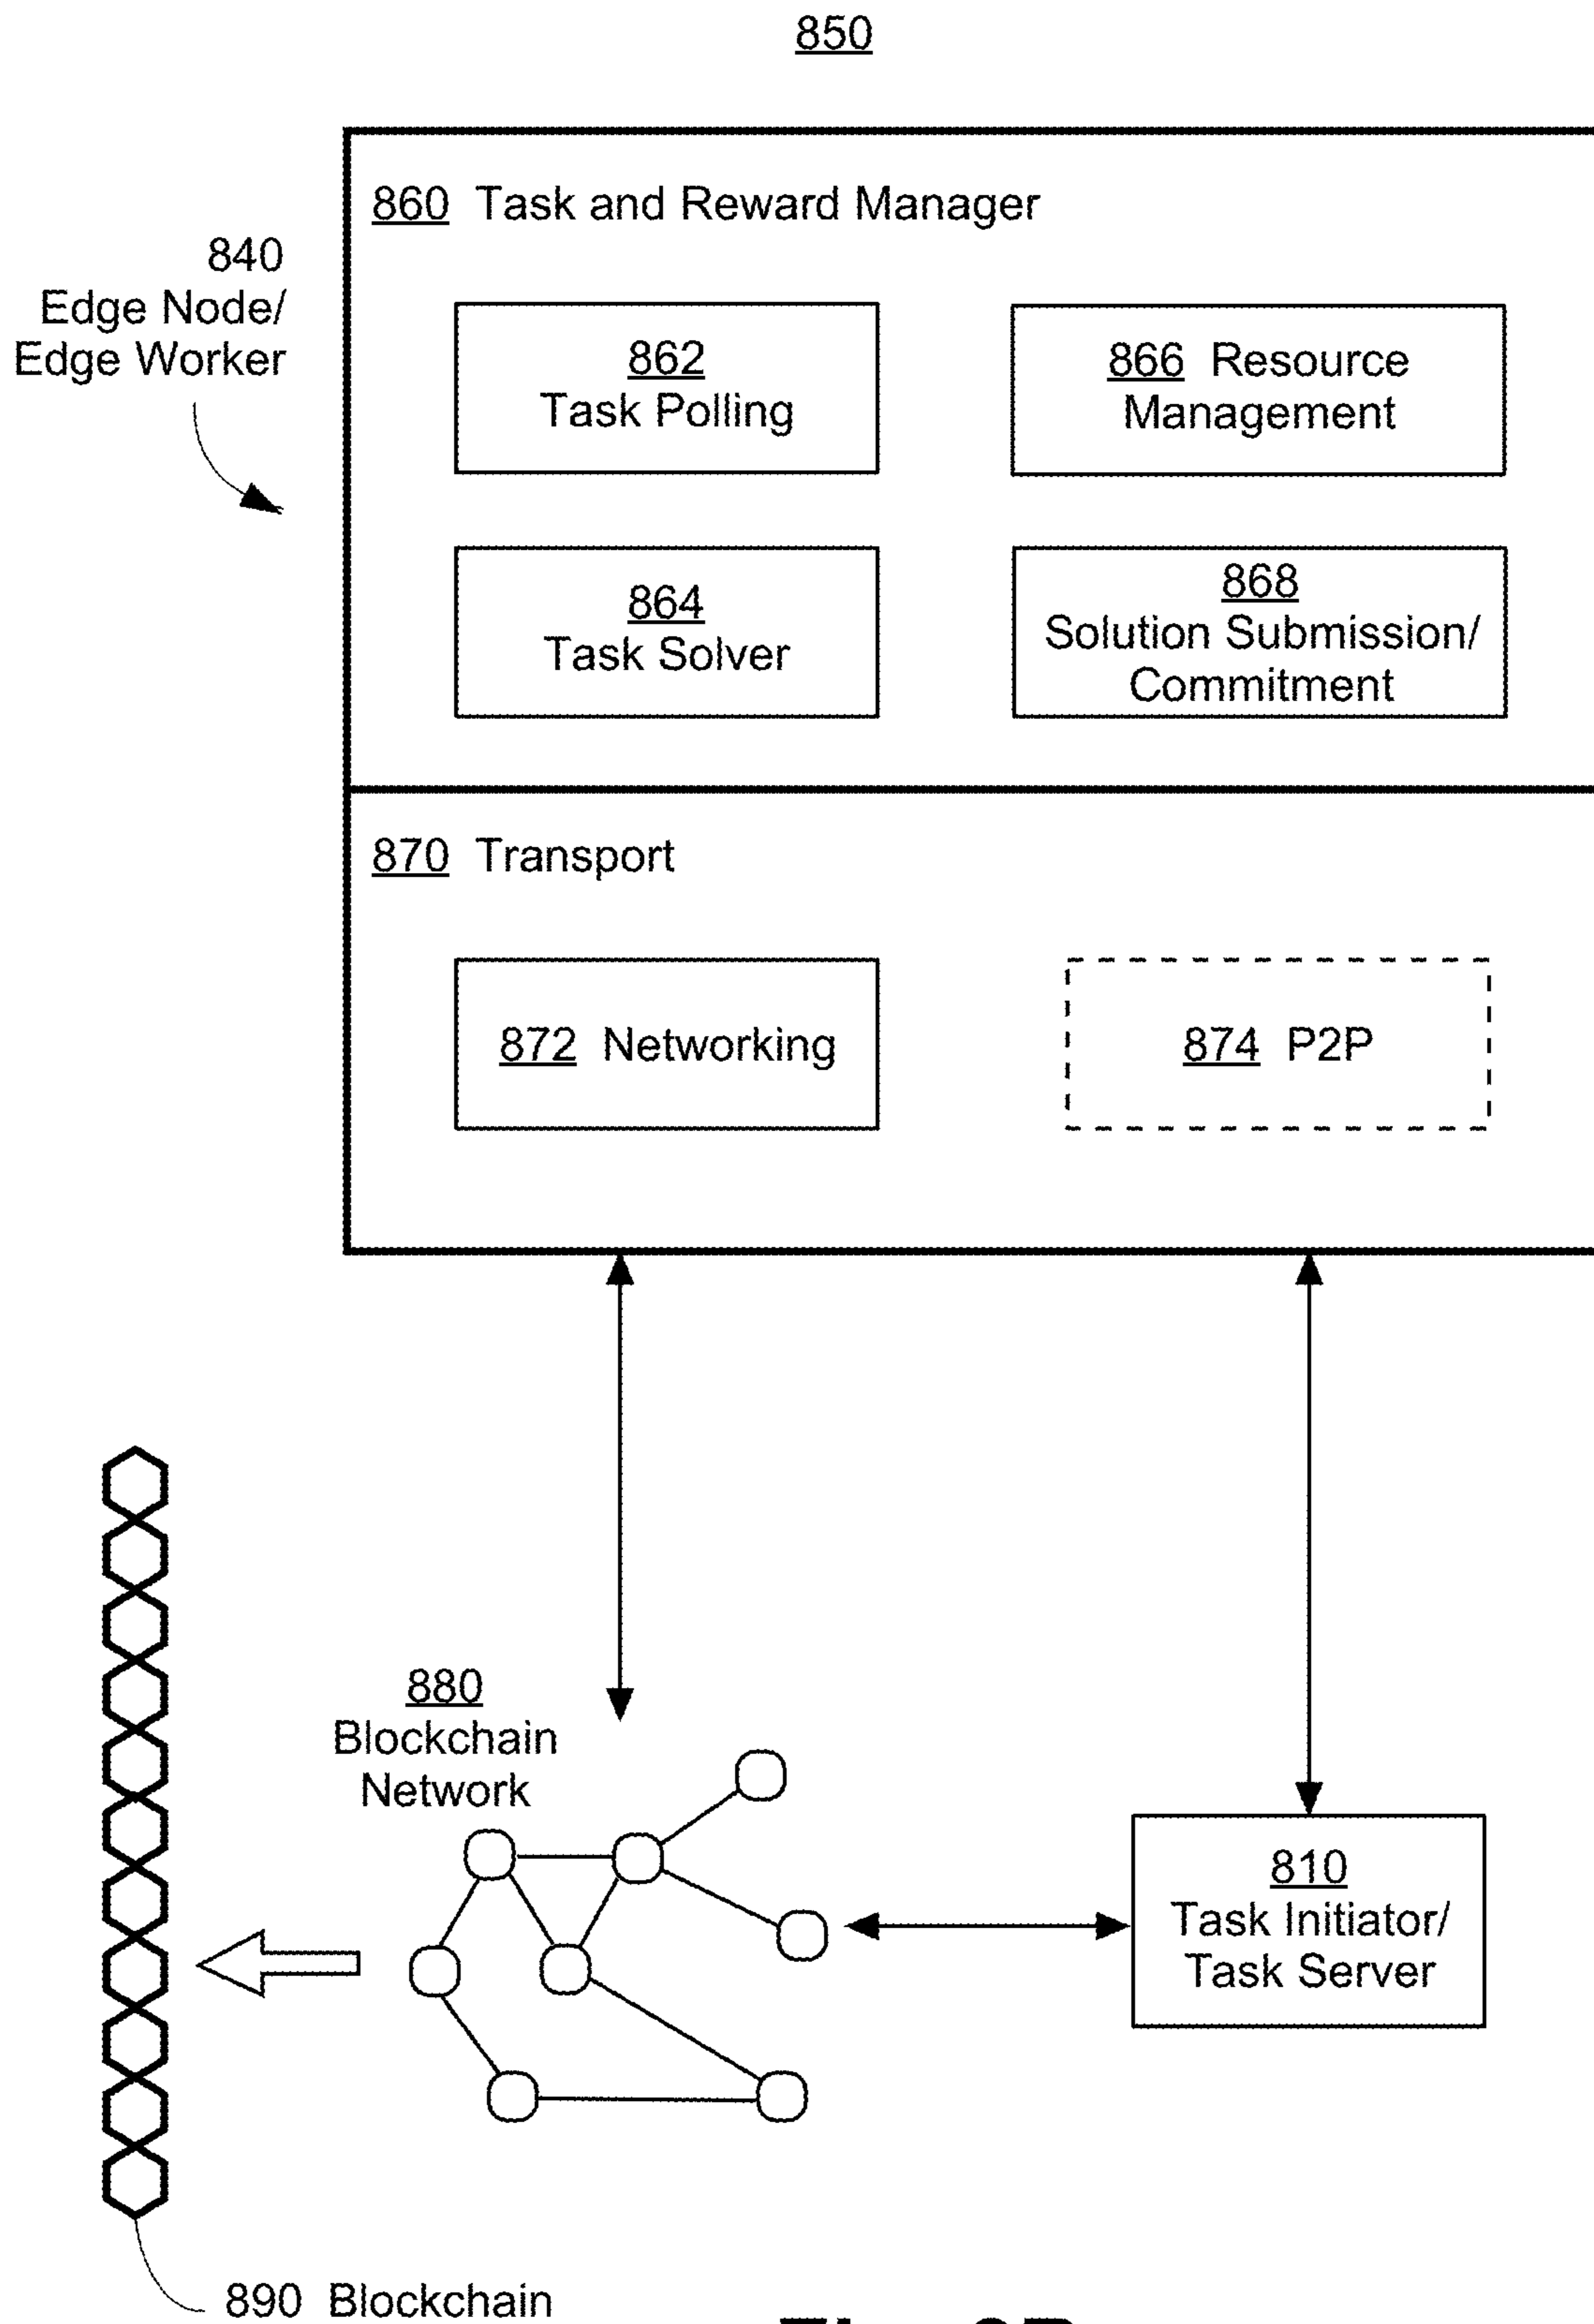 850
860 Task and Reward Manager
840
Edge Node/
Edge Worker
862
Task Polling
866 Resource
Management
864
Task Solver
868
Solution Submission/
Commitment
870 Transport
872 Networking
874 P2P
880
Blockchain
Network
810
Task Initiator/
Task Server
890 Blockchain